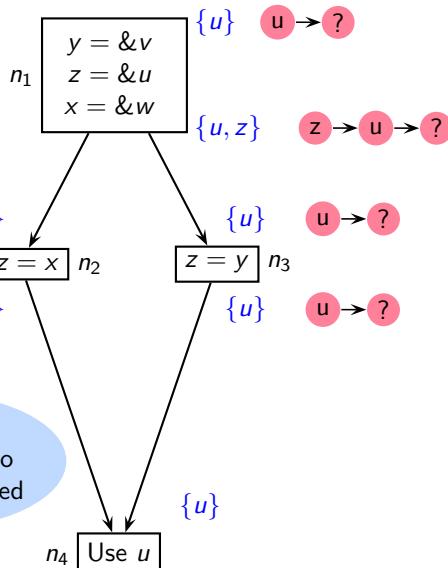 {u} u ?
y = &v
n1 z = &u
x = &w
{u, z} z u ?
{u} u ?
z = x n2 z = y n3
{u} u ?
{u}
n4 Use u